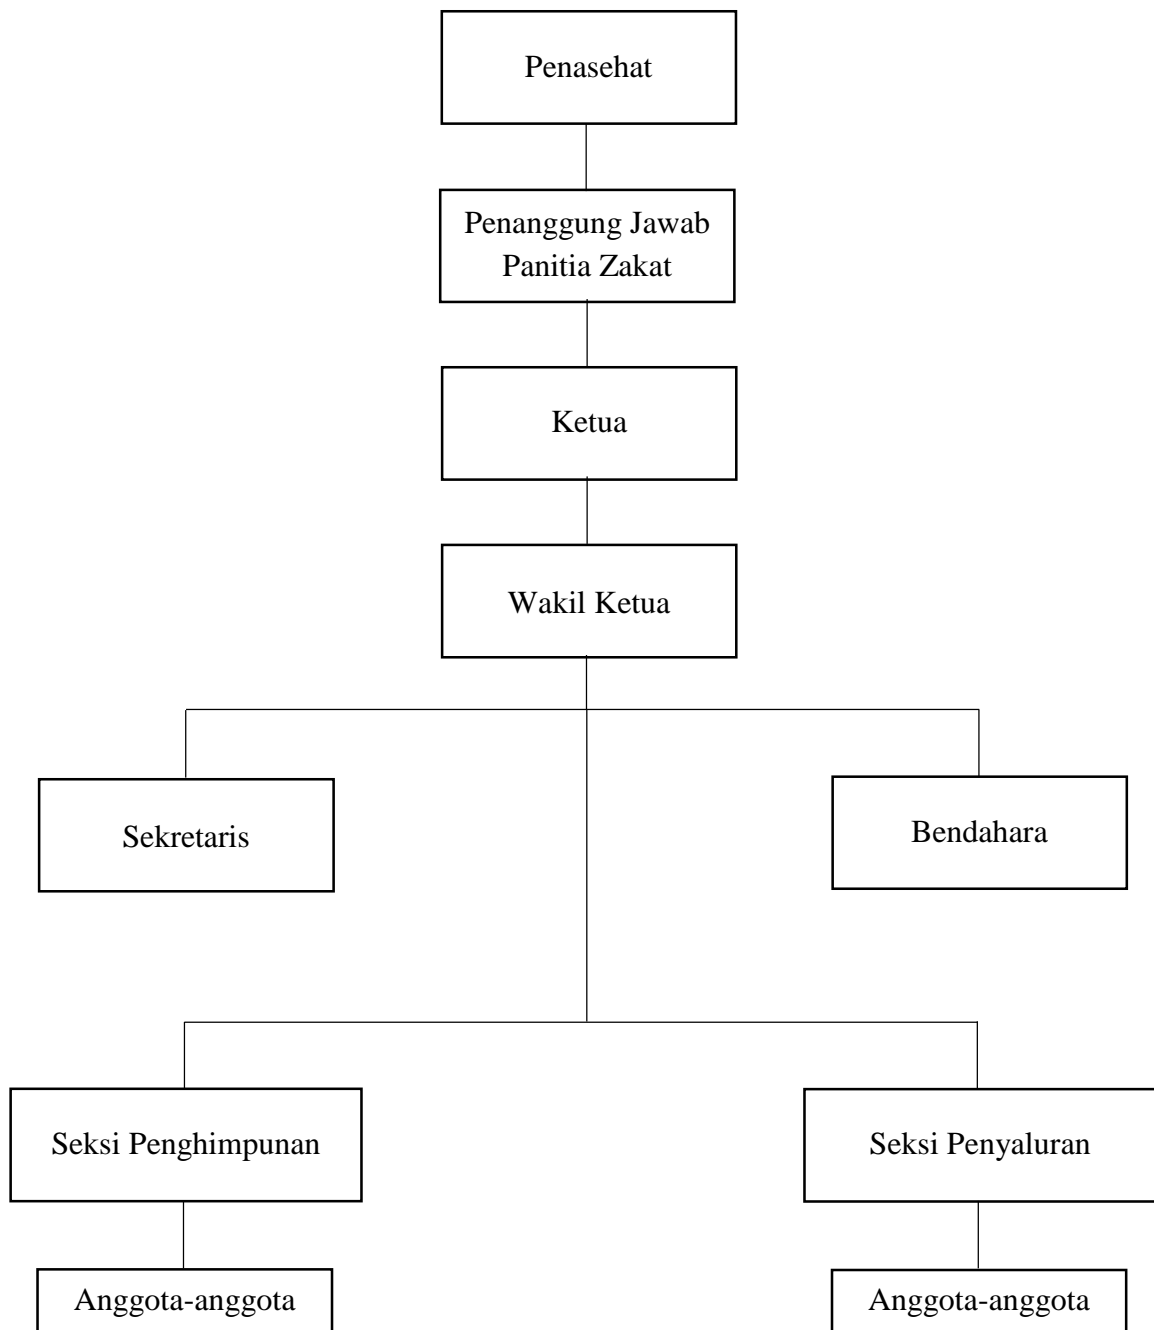 Penasehat
Penanggung Jawab
Panitia Zakat
Ketua
Wakil Ketua
Sekretaris
Bendahara
Seksi Penghimpunan
Seksi Penyaluran
Anggota-anggota
Anggota-anggota